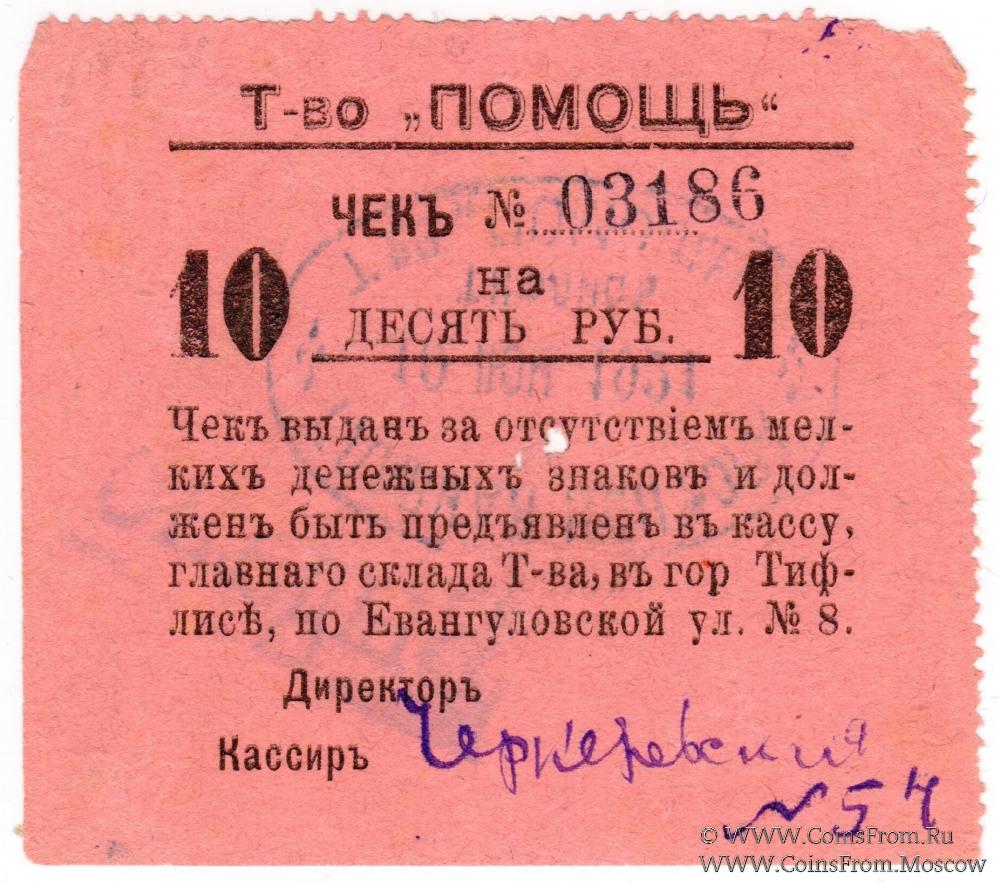 Т-во „ПОМОЩЬ“
ЧЕКЪ № 03186
10 на 10
ДЕСЯТЬ РУБ.
Чекъ выданъ за отсутствіемъ мел-
кихъ денежныхъ знаковъ и дол-
женъ быть предъявленъ въ кассу,
главнаго склада Т-ва, въ гор Тиф-
лисѣ, по Евангуловской ул. № 8.
Директоръ
Кассиръ
N 54
© WWW.CoinsFrom.Ru
WWW.CoinsFrom.Moscow